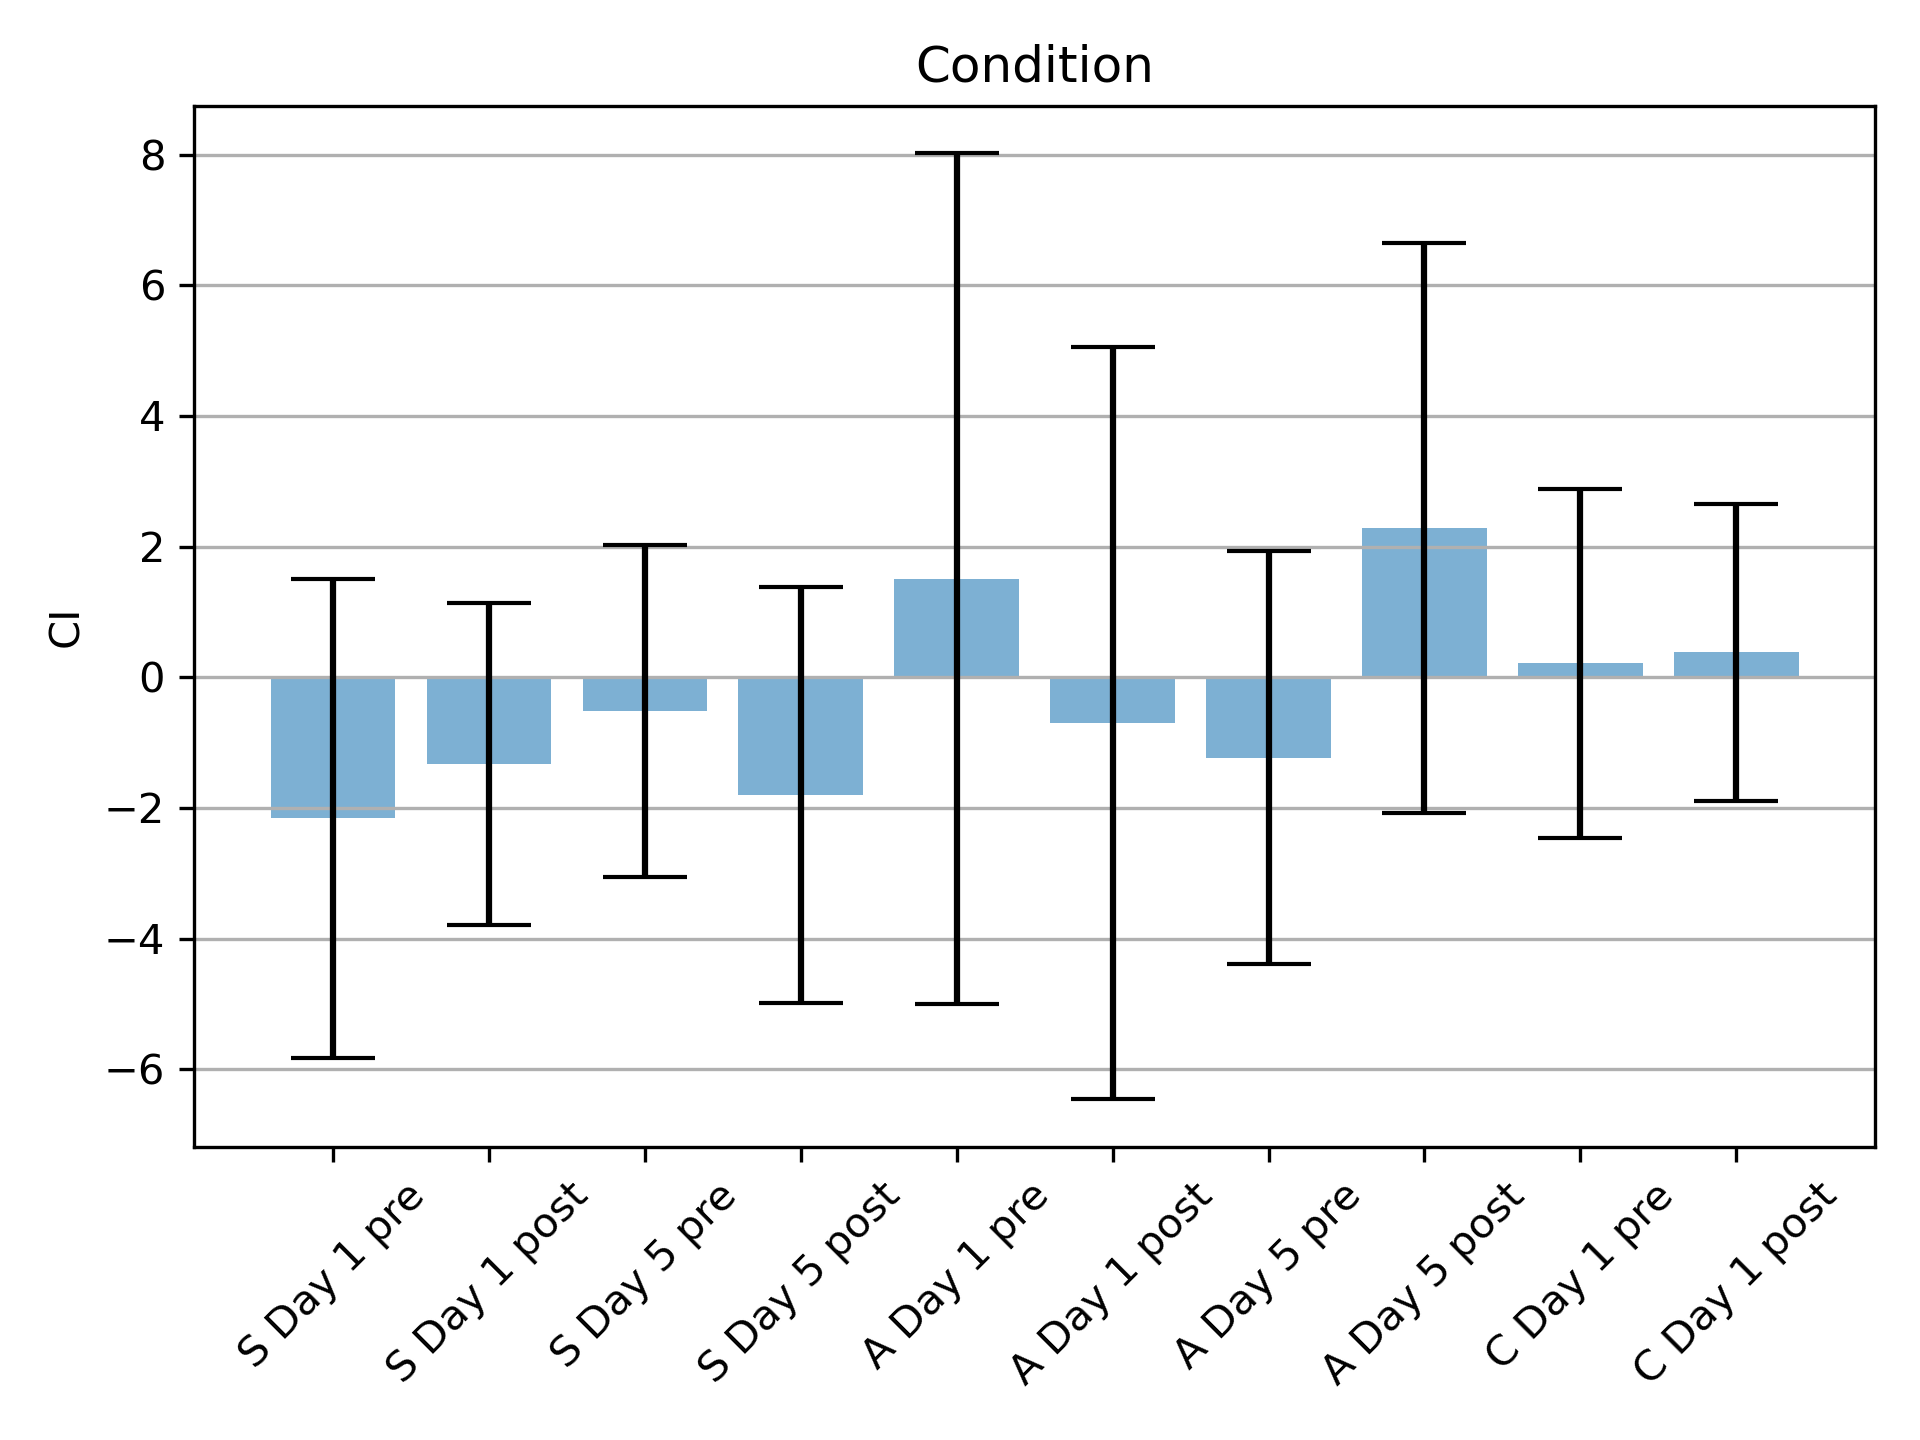 Condition
CI
8
6
4
2
0
−2
−4
−6
S Day 1 pre
S Day 1 post
S Day 5 pre
S Day 5 post
A Day 1 pre
A Day 1 post
A Day 5 pre
A Day 5 post
C Day 1 pre
C Day 1 post